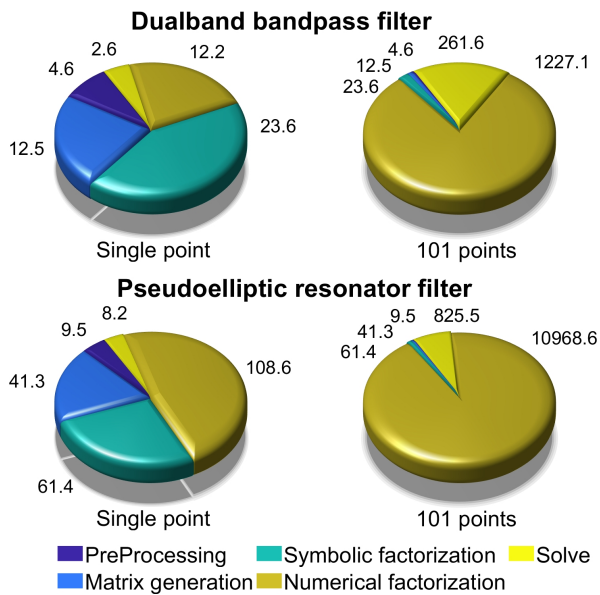 Dualband bandpass filter
2.6 12.2 4.6 261.6
4.6 12.5 1227.1
23.6
12.5 23.6
Single point 101 points
Pseudoelliptic resonator filter
8.2 9.5 825.5
9.5 41.3 10968.6
41.3 108.6 61.4
61.4
Single point 101 points
PreProcessing Symbolic factorization Solve
Matrix generation Numerical factorization